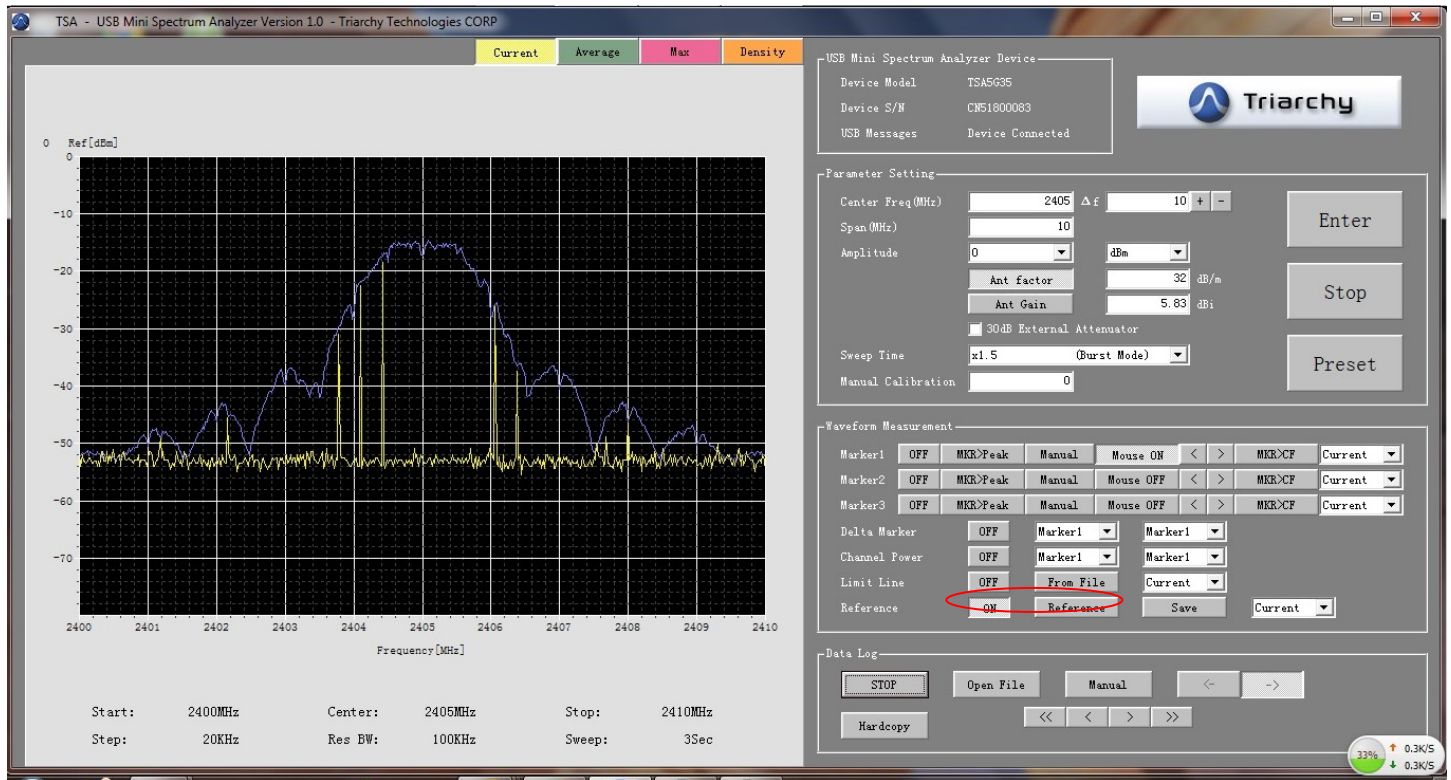 TSA - USB Mini Spectrum Analyzer Version 1.0 - Triarchy Technologies CORP
Current Average Max Density
0 Ref[dBm]
0
-10
-20
-30
-40
-50
-60
-70
2400 2401 2402 2403 2404 2405 2406 2407 2408 2409 2410
Frequency[MHz]
Start: 2400MHz Center: 2405MHz Stop: 2410MHz
Step: 20KHz Res BW: 100KHz Sweep: 3Sec
USB Mini Spectrum Analyzer Device
Device Model TSA5G35
Device S/N CN51800083
USB Messages Device Connected
Triarchy
Parameter Setting
Center Freq(MHz) 2405 Δf 10 + -
Span(MHz) 10
Amplitude 0 dBm
Ant factor 32 dB/m
Ant Gain 5.83 dBi
30dB External Attenuator
Sweep Time x1.5 (Burst Mode)
Manual Calibration 0
Enter
Stop
Preset
Waveform Measurement
Marker1 OFF MKR>Peak Manual Mouse ON < > MKR>CF Current
Marker2 OFF MKR>Peak Manual Mouse OFF < > MKR>CF Current
Marker3 OFF MKR>Peak Manual Mouse OFF < > MKR>CF Current
Delta Marker OFF Marker1 Marker1
Channel Power OFF Marker1 Marker1
Limit Line OFF From File Current
Reference ON Reference Save Current
Data Log
STOP Open File Manual <- ->
Hardcopy << < > >>
33% 0.3K/S
0.3K/S